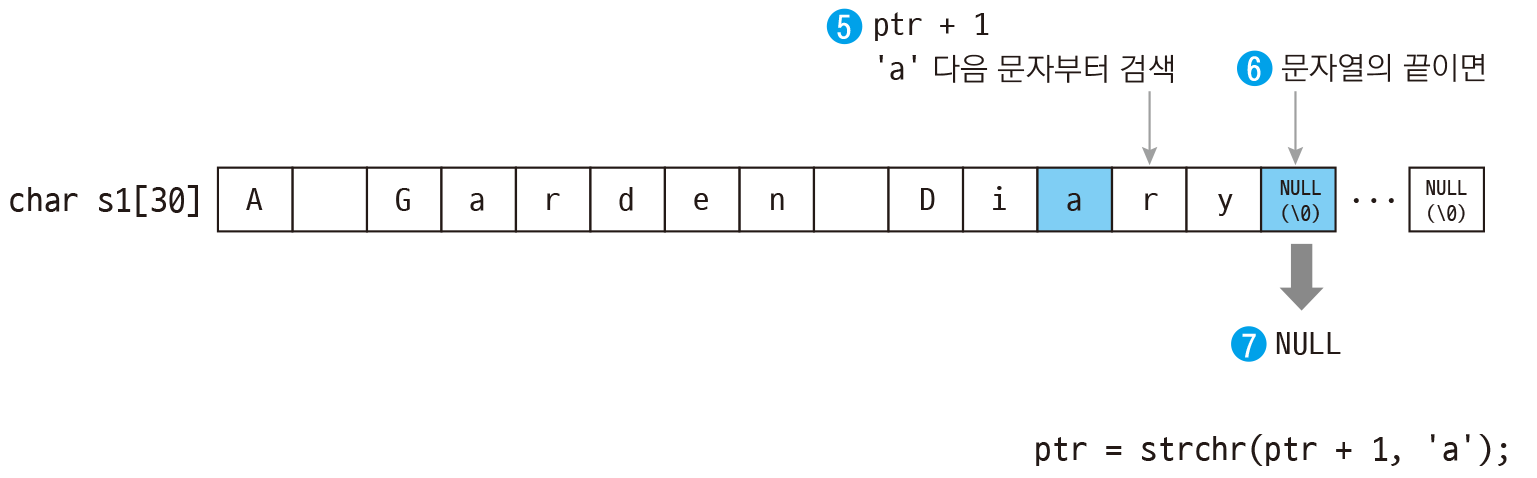 5 ptr + 1
'a' 다음 문자부터 검색
6 문자열의 끝이면
char s1[30] A G a r d e n D i a r y NULL (\0) ··· NULL (\0)
7 NULL
ptr = strchr(ptr + 1, 'a');